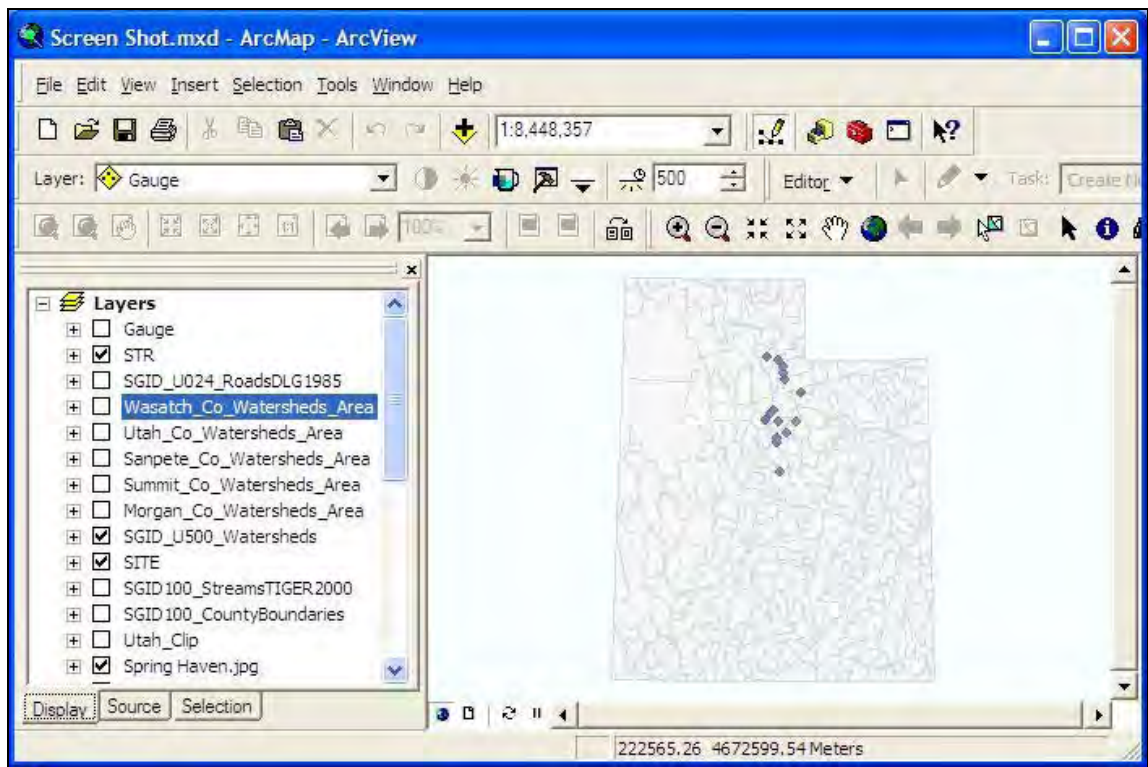 Screen Shot.mxd - ArcMap - ArcView
File Edit View Insert Selection Tools Window Help
1:8,448,357
Layer: Gauge 500 Editor Task:
100%
Layers
Gauge
STR
SGID_U024_RoadsDLG1985
Wasatch_Co_Watersheds_Area
Utah_Co_Watersheds_Area
Sanpete_Co_Watersheds_Area
Summit_Co_Watersheds_Area
Morgan_Co_Watersheds_Area
SGID_U500_Watersheds
SITE
SGID100_StreamsTIGER2000
SGID100_CountyBoundaries
Utah_Clip
Spring Haven.jpg
Display Source Selection
222565.26 4672599.54 Meters